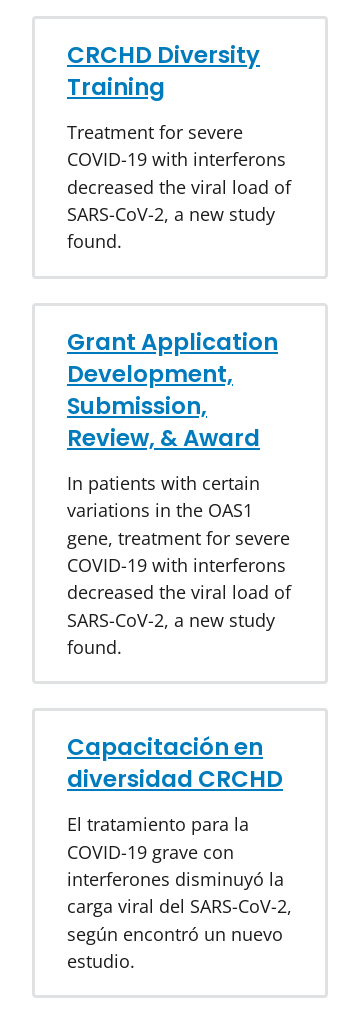 CRCHD Diversity
Training
Treatment for severe
COVID-19 with interferons
decreased the viral load of
SARS-CoV-2, a new study
found.
Grant Application
Development,
Submission,
Review, & Award
In patients with certain
variations in the OAS1
gene, treatment for severe
COVID-19 with interferons
decreased the viral load of
SARS-CoV-2, a new study
found.
Capacitación en
diversidad CRCHD
El tratamiento para la
COVID-19 grave con
interferones disminuyó la
carga viral del SARS-CoV-2,
según encontró un nuevo
estudio.